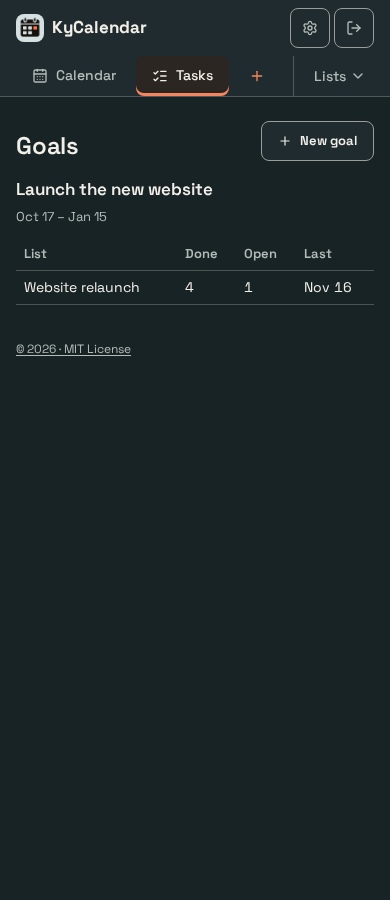 KyCalendar
Calendar
Tasks
Lists
Goals
New goal
Launch the new website
Oct 17 – Jan 15
List Done Open Last
Website relaunch 4 1 Nov 16
© 2026 · MIT License